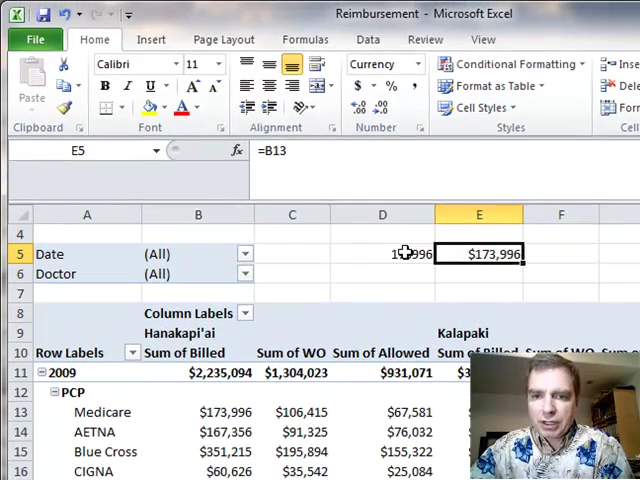 Reimbursement - Microsoft Excel
File Home Insert Page Layout Formulas Data Review View
Calibri 11 Currency Conditional Formatting
Paste B I U $ % , Format as Table
Cell Styles
Clipboard Font Alignment Number Styles
E5 fx =B13
A B C D E F
4
5 Date (All) $173,996
6 Doctor (All)
7
8 Column Labels
9 Hanakapi'ai Kalapaki
10 Row Labels Sum of Billed Sum of WO Sum of Allowed Sum of Billed
11 2009 $2,235,094 $1,304,023 $931,071
12 PCP
13 Medicare $173,996 $106,415 $67,581
14 AETNA $167,356 $91,325 $76,032
15 Blue Cross $351,215 $195,894 $155,322
16 CIGNA $60,626 $35,542 $25,084